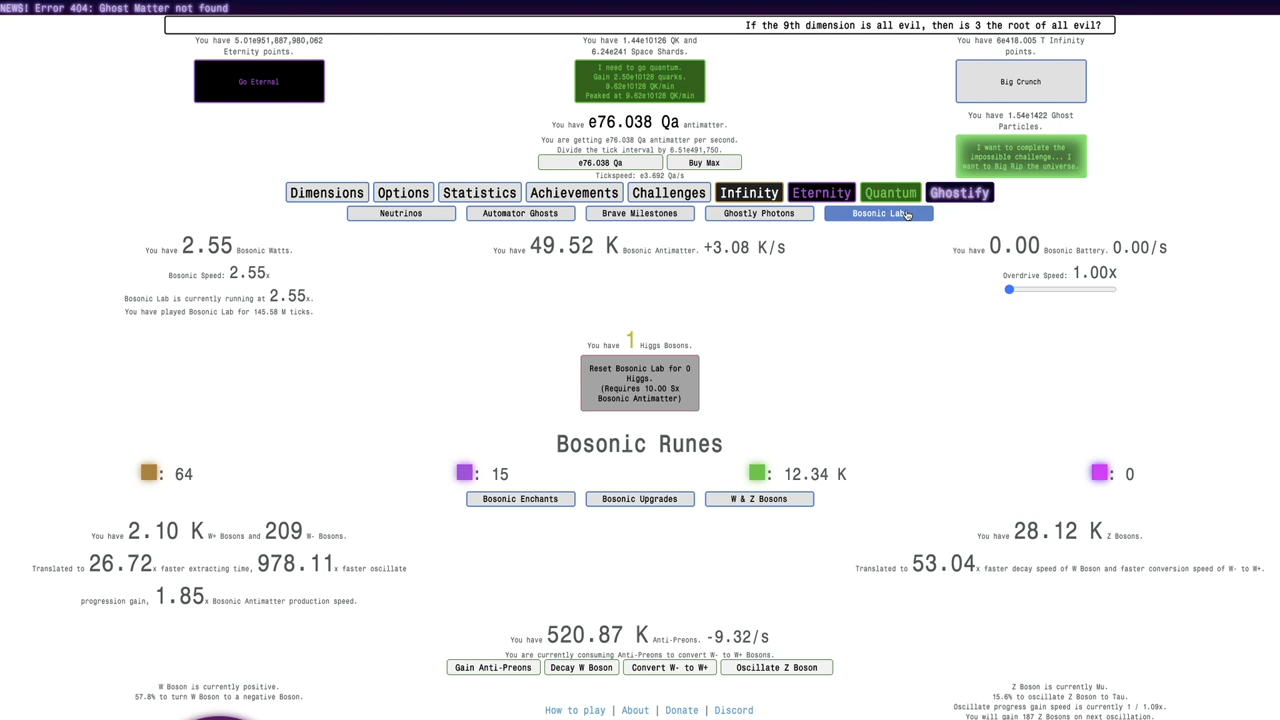 NEWS! Error 404: Ghost Matter not found
If the 9th dimension is all evil, then is 3 the root of all evil?
You have 5.01e951,887,980,062
Eternity points.
Go Eternal
You have 1.44e10126 QK and
6.24e241 Space Shards.
I need to go quantum.
Gain 2.50e10128 quarks.
9.62e10128 QK/min
Peaked at 9.62e10128 QK/min
You have 6e418.005 T Infinity
points.
Big Crunch
You have e76.038 Qa antimatter.
You are getting e76.038 Qa antimatter per second.
Divide the tick interval by 6.51e491,750.
e76.038 Qa
Buy Max
Tickspeed: e3.692 Qa/s
You have 1.54e1422 Ghost
Particles.
I want to complete the
impossible challenge... I
want to Big Rip the universe.
Dimensions
Options
Statistics
Achievements
Challenges
Infinity
Eternity
Quantum
Ghostify
Neutrinos
Automator Ghosts
Brave Milestones
Ghostly Photons
Bosonic Lab
You have 2.55 Bosonic Watts.
Bosonic Speed: 2.55x
Bosonic Lab is currently running at 2.55x.
You have played Bosonic Lab for 145.58 M ticks.
You have 49.52 K Bosonic Antimatter. +3.08 K/s
You have 0.00 Bosonic Battery. 0.00/s
Overdrive Speed: 1.00x
You have 1 Higgs Bosons.
Reset Bosonic Lab for 0
Higgs.
(Requires 10.00 Sx
Bosonic Antimatter)
Bosonic Runes
: 64
: 15
: 12.34 K
: 0
Bosonic Enchants
Bosonic Upgrades
W & Z Bosons
You have 2.10 K W+ Bosons and 209 W- Bosons.
Translated to 26.72x faster extracting time, 978.11x faster oscillate
progression gain, 1.85x Bosonic Antimatter production speed.
You have 28.12 K Z Bosons.
Translated to 53.04x faster decay speed of W Boson and faster conversion speed of W- to W+.
You have 520.87 K Anti-Preons. -9.32/s
You are currently consuming Anti-Preons to convert W- to W+ Bosons.
Gain Anti-Preons
Decay W Boson
Convert W- to W+
Oscillate Z Boson
W Boson is currently positive.
57.8% to turn W Boson to a negative Boson.
Z Boson is currently Mu.
15.6% to oscillate Z Boson to Tau.
Oscillate progress gain speed is currently 1 / 1.09x.
You will gain 187 Z Bosons on next oscillation.
How to play | About | Donate | Discord